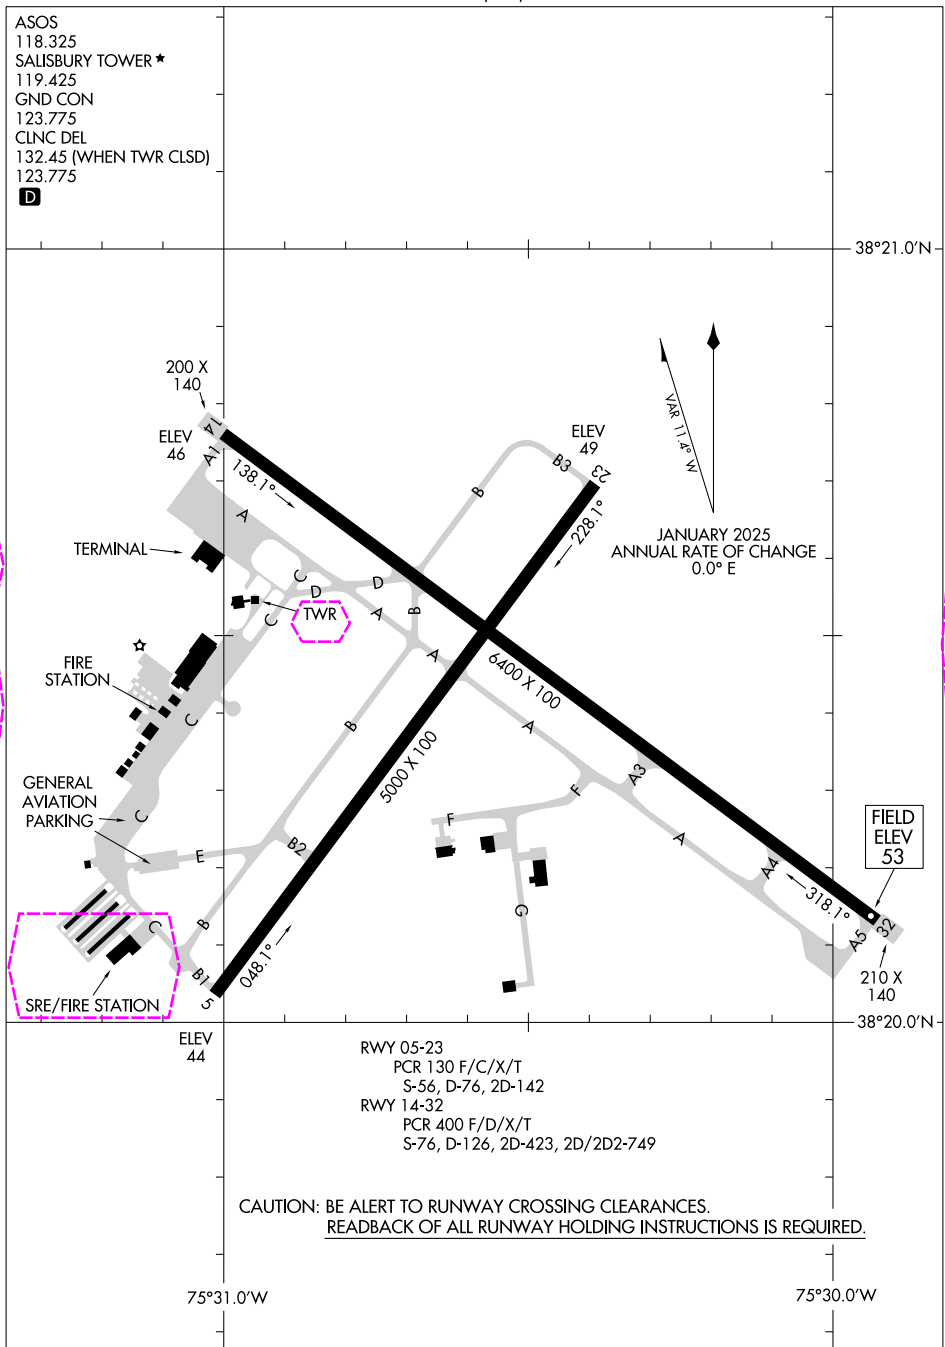 ASOS
118.325
SALISBURY TOWER★
119.425
GND CON
123.775
CLNC DEL
132.45 (WHEN TWR CLSD)
123.775
D
38°21.0'N
200 X
140
14
ELEV
46
A1
138.1°
A
ELEV
49
B3
23
B
228.1°
VAR 11.4° W
JANUARY 2025
ANNUAL RATE OF CHANGE
0.0° E
TERMINAL
C
D
D
A
B
C
TWR
A
6400 X 100
FIRE
STATION
C
B
A
5000 X 100
A3
F
GENERAL
AVIATION
PARKING
C
F
FIELD
ELEV
53
E
B2
A
A4
318.1°
G
C
B
A5
32
048.1°
B1
5
210 X
140
SRE/FIRE STATION
38°20.0'N
ELEV
44
RWY 05-23
PCR 130 F/C/X/T
S-56, D-76, 2D-142
RWY 14-32
PCR 400 F/D/X/T
S-76, D-126, 2D-423, 2D/2D2-749
CAUTION: BE ALERT TO RUNWAY CROSSING CLEARANCES.
READBACK OF ALL RUNWAY HOLDING INSTRUCTIONS IS REQUIRED.
75°31.0'W
75°30.0'W